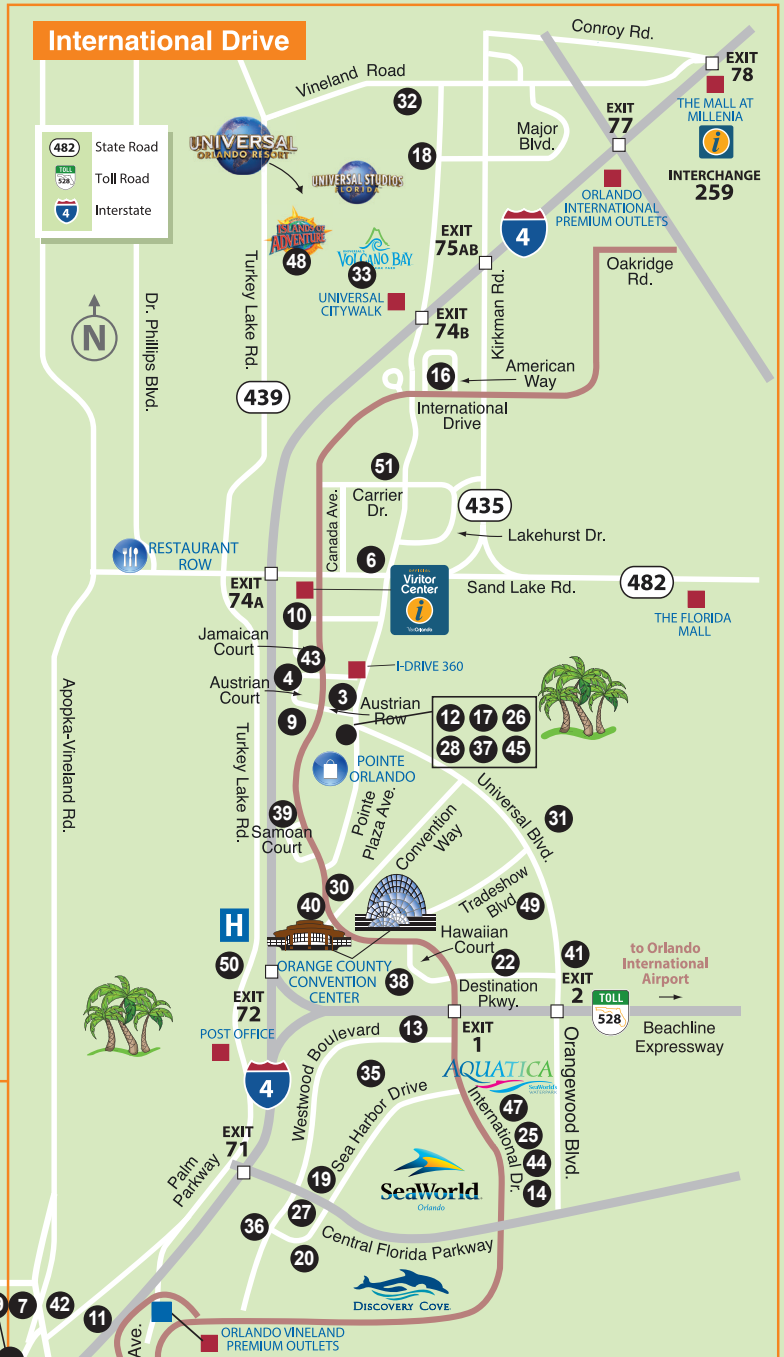 International Drive
Conroy Rd.
EXIT
78
THE MALL AT
MILLENIA
i
INTERCHANGE
259
Vineland Road
32
EXIT
77
Major
Blvd.
18
482 State Road
TOLL
528
Toll Road
4 Interstate
UNIVERSAL
ORLANDO RESORT
UNIVERSAL STUDIOS
FLORIDA
ORLANDO
INTERNATIONAL
PREMIUM OUTLETS
ISLANDS OF
ADVENTURE
48
VOLCANO BAY
33
UNIVERSAL
CITYWALK
EXIT
75AB
4
Oakridge
Rd.
Turkey Lake Rd.
Dr. Phillips Blvd.
N
EXIT
74B
Kirkman Rd.
16
American
Way
439
International
Drive
51
Carrier
Dr.
Canada Ave.
435
Lakehurst Dr.
RESTAURANT
ROW
6
EXIT
74A
OFFICIAL
Visitor
Center
i
Sand Lake Rd.
482
THE FLORIDA
MALL
10
Jamaican
Court
43
I-DRIVE 360
4
Austrian
Court
3
Austrian
Row
9
12 17 26
28 37 45
Apopka-Vineland Rd.
Turkey Lake Rd.
POINTE
ORLANDO
Universal Blvd.
31
Pointe
Plaza Ave.
Convention
Way
39
Samoan
Court
30
40
Tradeshow
Blvd.
49
H
Hawaiian
Court
50
ORANGE COUNTY
CONVENTION
CENTER
38
22
41
to Orlando
International
Airport
EXIT
72
Destination
Pkwy.
EXIT
2
TOLL
528
Beachline
Expressway
POST OFFICE
13
EXIT
1
4
Westwood Boulevard
35
AQUATICA
SeaWorld's
WATERPARK
Sea Harbor Drive
International Dr.
47
25
44
14
Orangewood Blvd.
EXIT
71
Palm
Parkway
19
SeaWorld
Orlando
27
36
20
Central Florida Parkway
DISCOVERY COVE
7
42
11
Ave.
ORLANDO VINELAND
PREMIUM OUTLETS